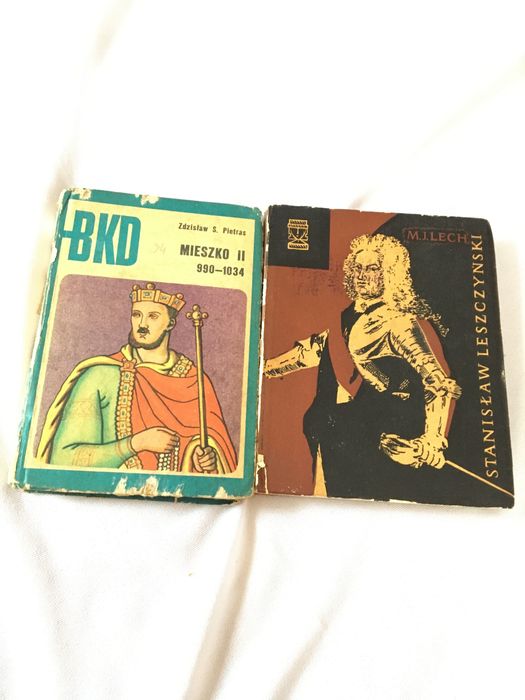 BKD
Zdzisław S. Pietras
MIESZKO II
990–1034
M.J.LECH
STANISŁAW LESZCZYŃSKI